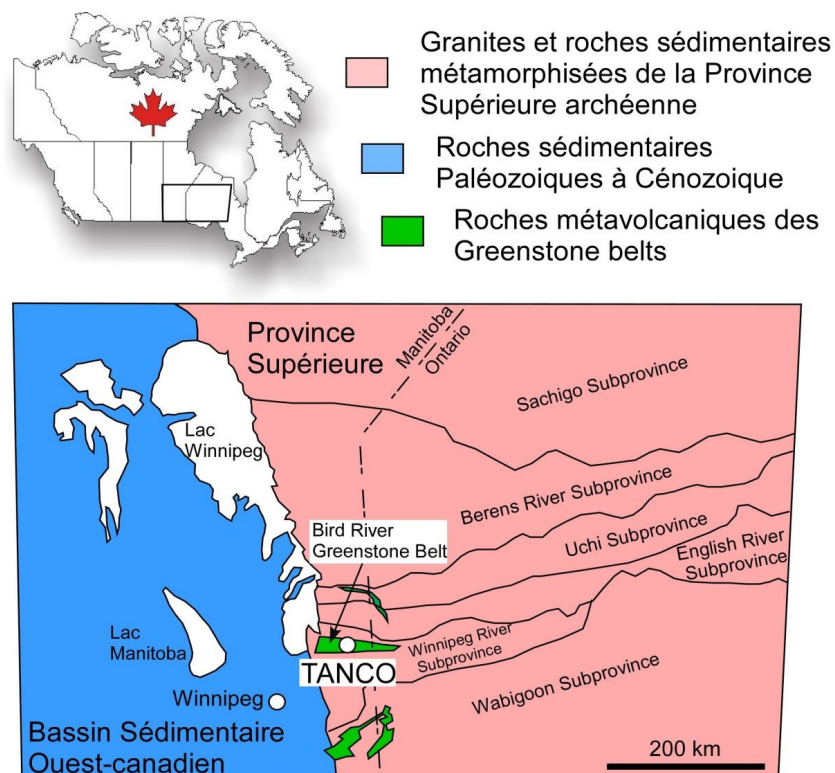 Granites et roches sédimentaires
métamorphisées de la Province
Supérieure archéenne
Roches sédimentaires
Paléozoiques à Cénozoique
Roches métavolcaniques des
Greenstone belts
Province
Supérieure
Manitoba
Ontario
Sachigo Subprovince
Lac
Winnipeg
Berens River Subprovince
Bird River
Greenstone Belt
Uchi Subprovince
English River
Subprovince
Lac
Manitoba
Winnipeg River
Subprovince
TANCO
Winnipeg
Wabigoon Subprovince
Bassin Sédimentaire
Ouest-canadien
200 km